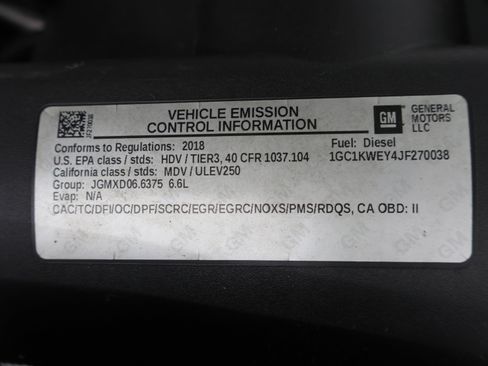 VEHICLE EMISSION
CONTROL INFORMATION
GM
GENERAL
MOTORS
LLC
JF270038
Conforms to Regulations: 2018
Fuel: Diesel
U.S. EPA class / stds: HDV / TIER3, 40 CFR 1037.104
1GC1KWEY4JF270038
California class / stds: MDV / ULEV250
Group: JGMXD06.6375 6.6L
Evap: N/A
CAC/TC/DFI/OC/DPF/SCRC/EGR/EGRC/NOXS/PMS/RDQS, CA OBD: II